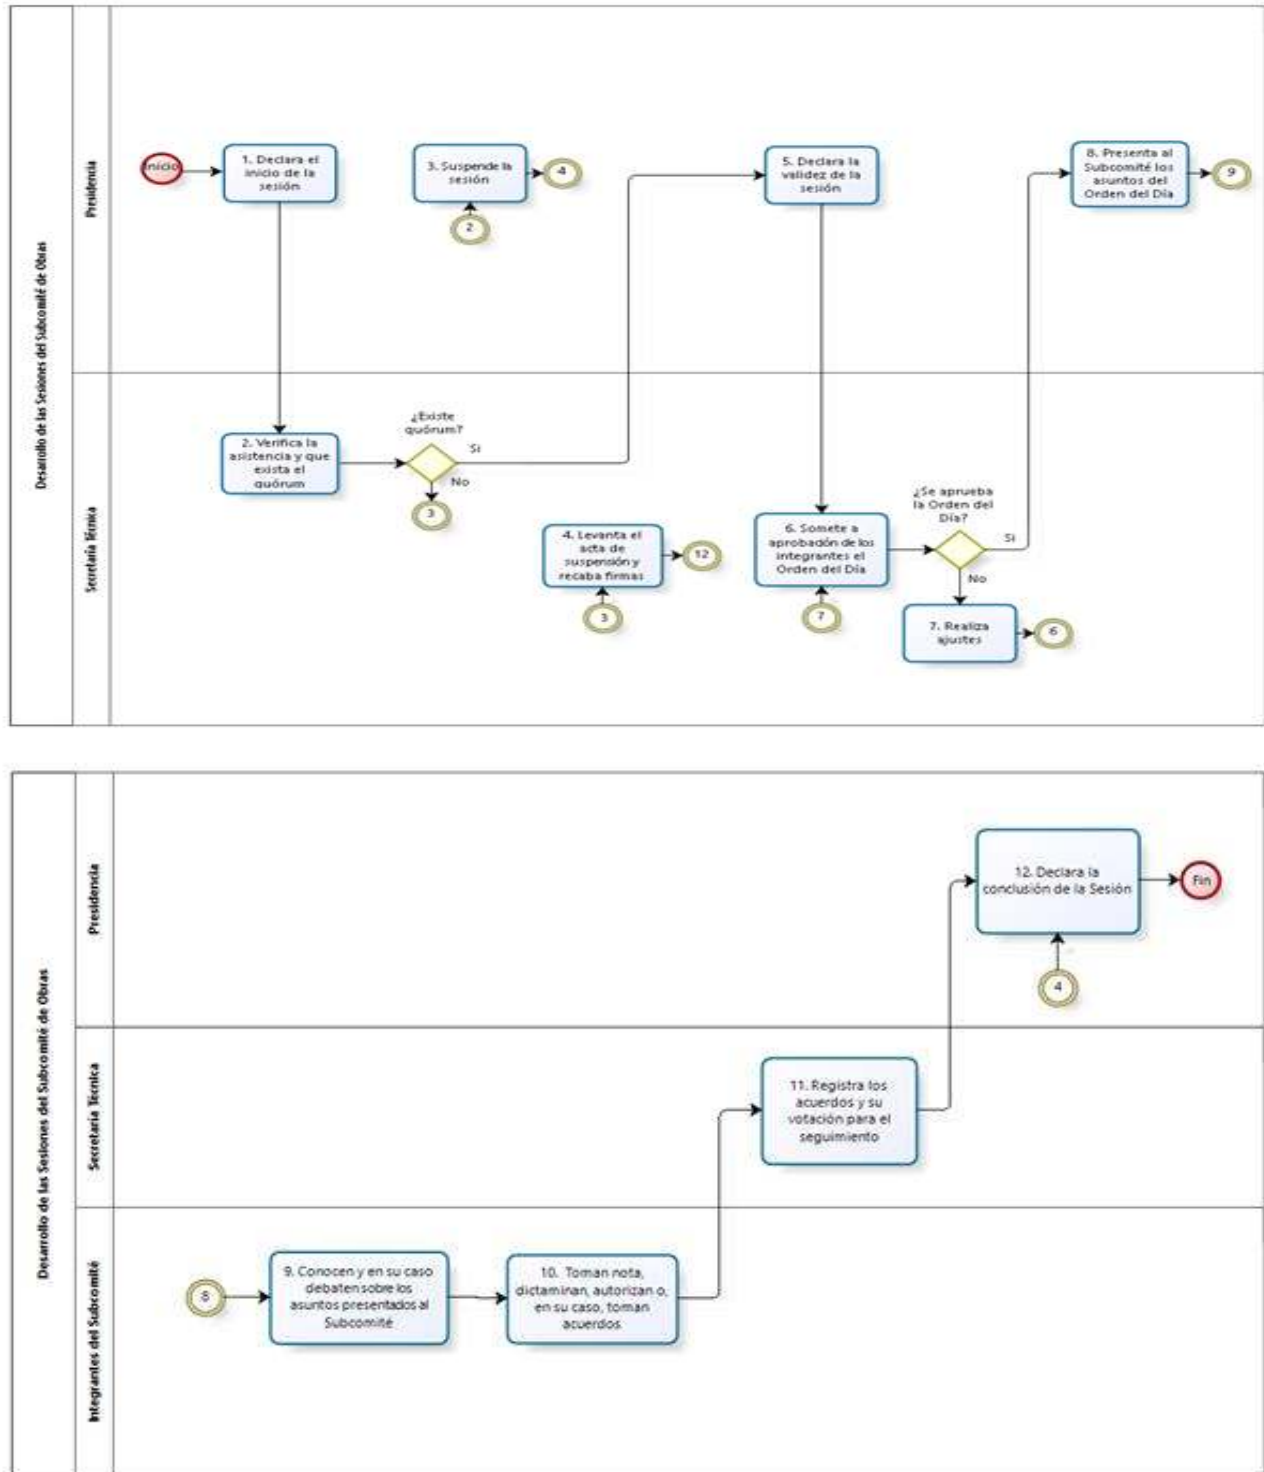 Desarrollo de las Sesiones del Subcomité de Obras
Presidencia
Inicio
1. Declara el
inicio de la
sesión
3. Suspende la
sesión
4
2
5. Declara la
validez de la
sesión
8. Presenta al
Subcomité los
asuntos del
Orden del Día
9
Secretaría Técnica
2. Verifica la
asistencia y que
exista el
quórum
¿Existe
quórum?
Si
No
3
4. Levanta el
acta de
suspensión y
recaba firmas
12
3
6. Somete a
aprobación de los
integrantes el
Orden del Día
7
¿Se aprueba
la Orden del
Día?
Si
No
7. Realiza
ajustes
6
Desarrollo de las Sesiones del Subcomité de Obras
Presidencia
12. Declara la
conclusión de la Sesión
Fin
4
Secretaría Técnica
11. Registra los
acuerdos y su
votación para el
seguimiento
Integrantes del Subcomité
8
9. Conocen y en su caso
debaten sobre los
asuntos presentados al
Subcomité
10. Toman nota,
dictaminan, autorizan o,
en su caso, toman
acuerdos